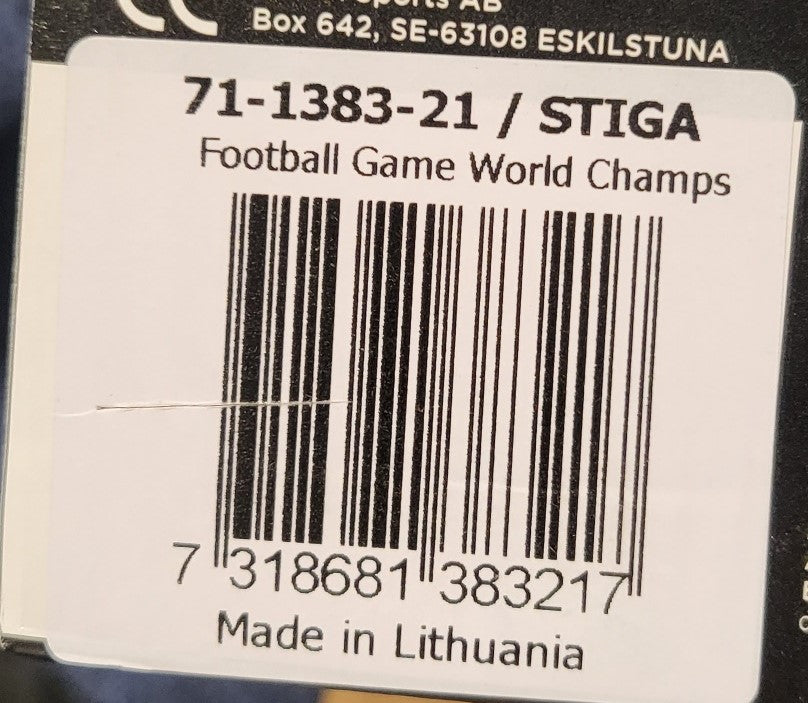 AB
Box 642, SE-63108 ESKILSTUNA
71-1383-21 / STIGA
Football Game World Champs
7 318681 383217
Made in Lithuania